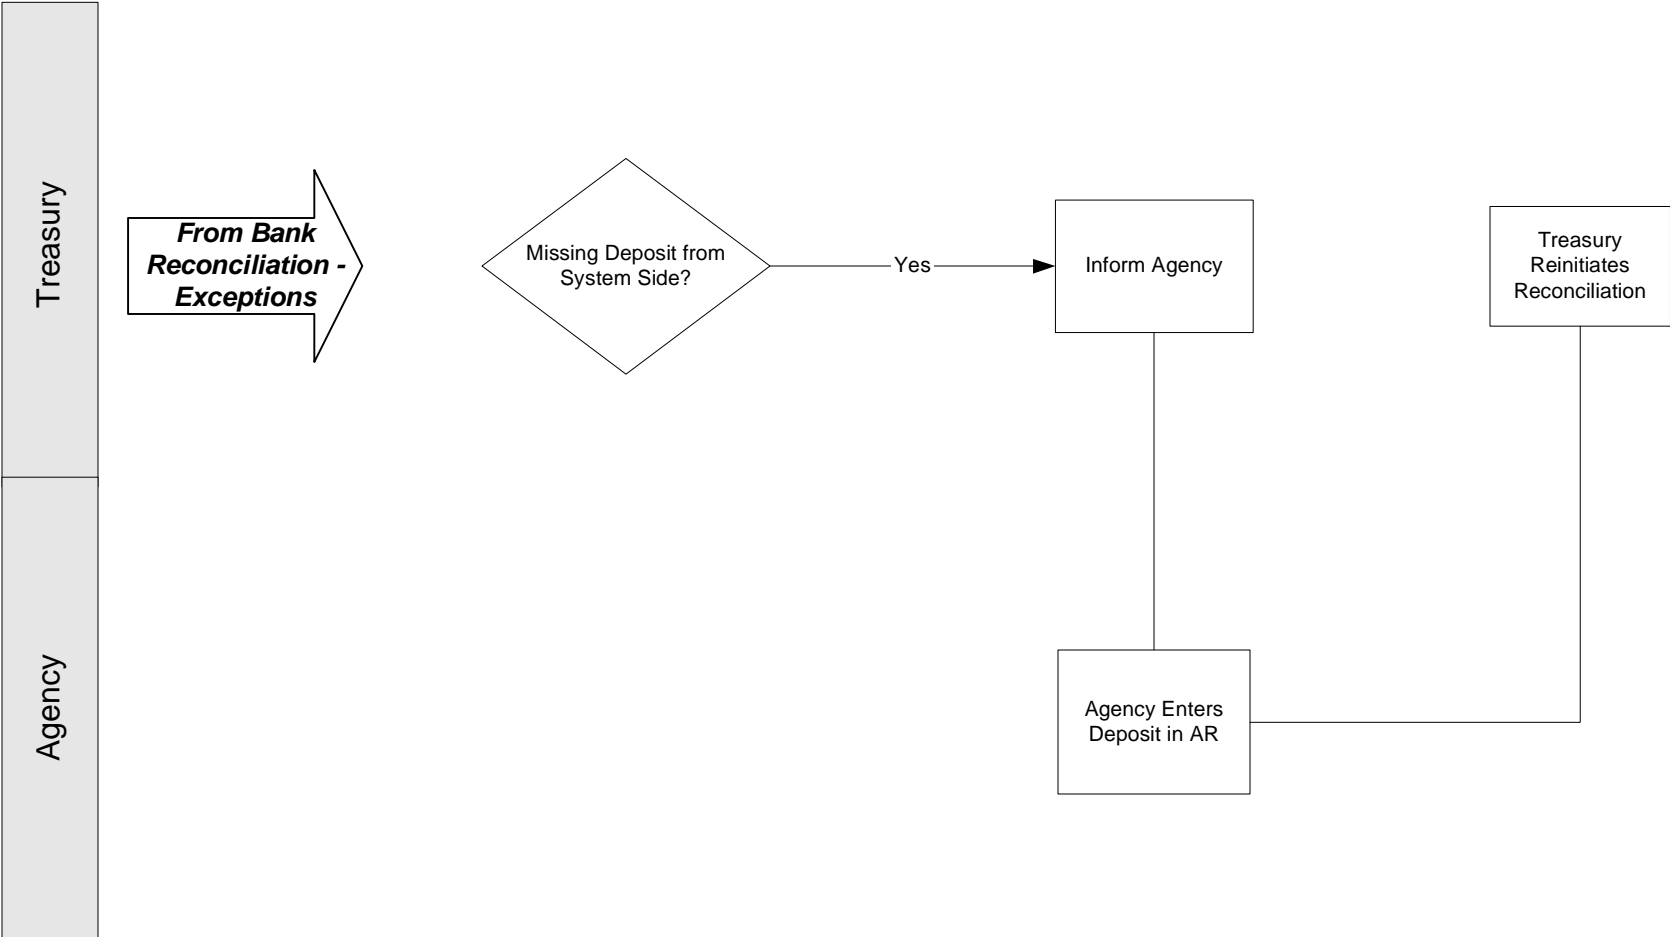 Treasury
From Bank
Reconciliation -
Exceptions
Missing Deposit from
System Side?
Yes
Inform Agency
Treasury
Reinitiates
Reconciliation
Agency
Agency Enters
Deposit in AR